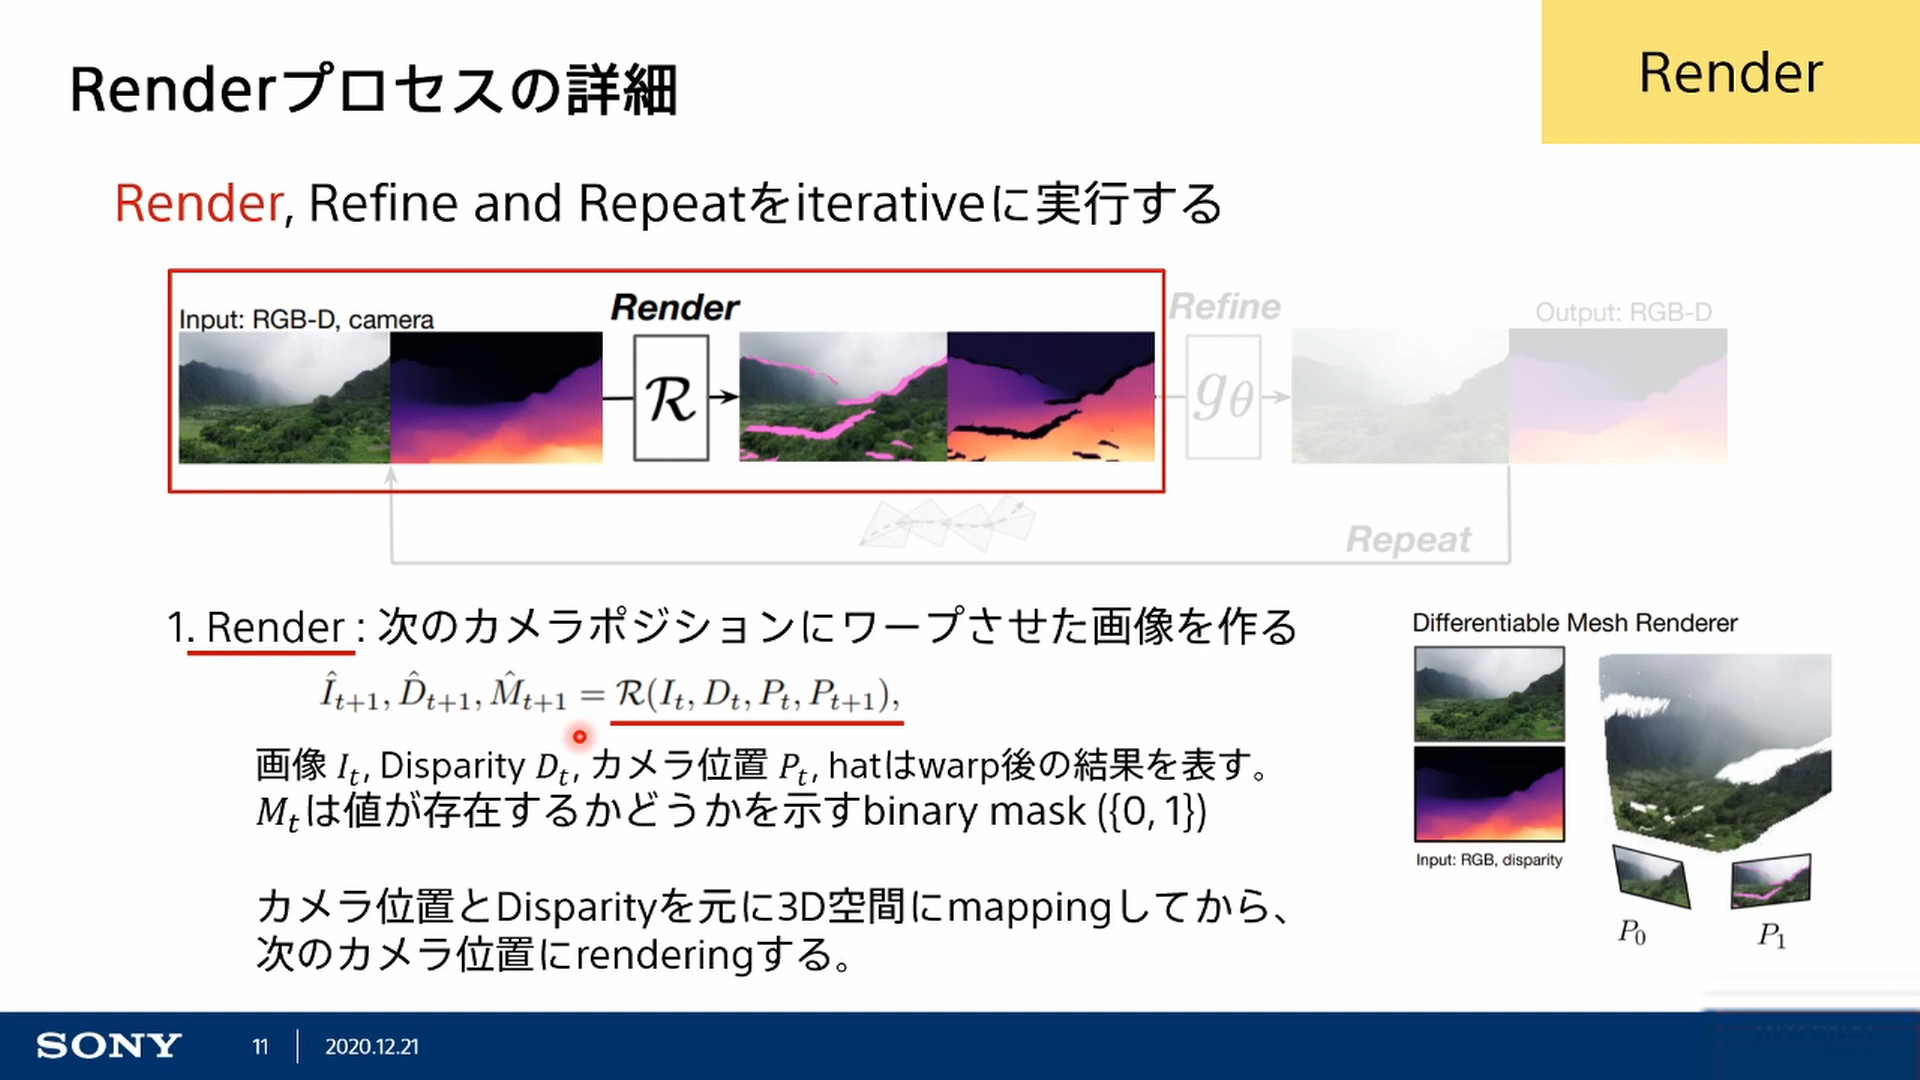 Renderプロセスの詳細
Render
Render, Refine and Repeatをiterativeに実行する
Input: RGB-D, camera
Render
R
Refine
gθ
Output: RGB-D
Repeat
1. Render : 次のカメラポジションにワープさせた画像を作る
Î_{t+1}, D̂_{t+1}, M̂_{t+1} = R(I_t, D_t, P_t, P_{t+1}),
画像 I_t, Disparity D_t, カメラ位置 P_t, hatはwarp後の結果を表す。
M_tは値が存在するかどうかを示すbinary mask ({0, 1})
カメラ位置とDisparityを元に3D空間にmappingしてから、
次のカメラ位置にrenderingする。
Differentiable Mesh Renderer
Input: RGB, disparity
P_0
P_1
SONY
11
2020.12.21